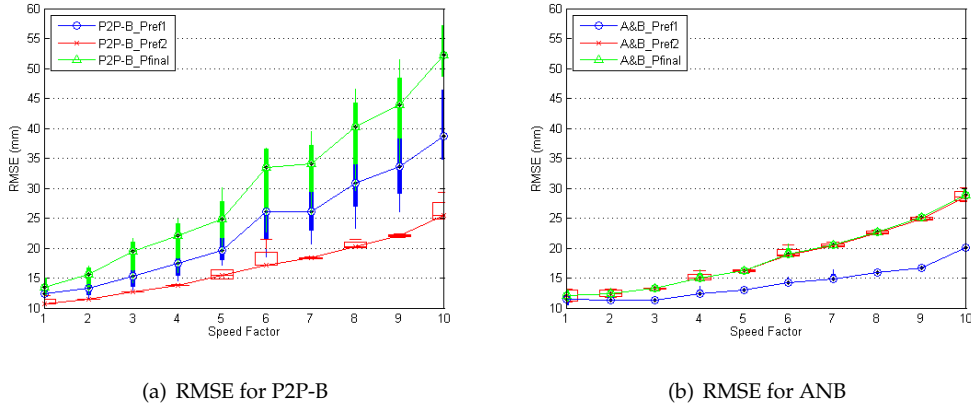 60
55
50
45
40
35
30
25
20
15
10
RMSE (mm)
P2P-B_Pref1
P2P-B_Pref2
P2P-B_Pfinal
1 2 3 4 5 6 7 8 9 10
Speed Factor
(a) RMSE for P2P-B
60
55
50
45
40
35
30
25
20
15
10
RMSE (mm)
A&B_Pref1
A&B_Pref2
A&B_Pfinal
1 2 3 4 5 6 7 8 9 10
Speed Factor
(b) RMSE for ANB